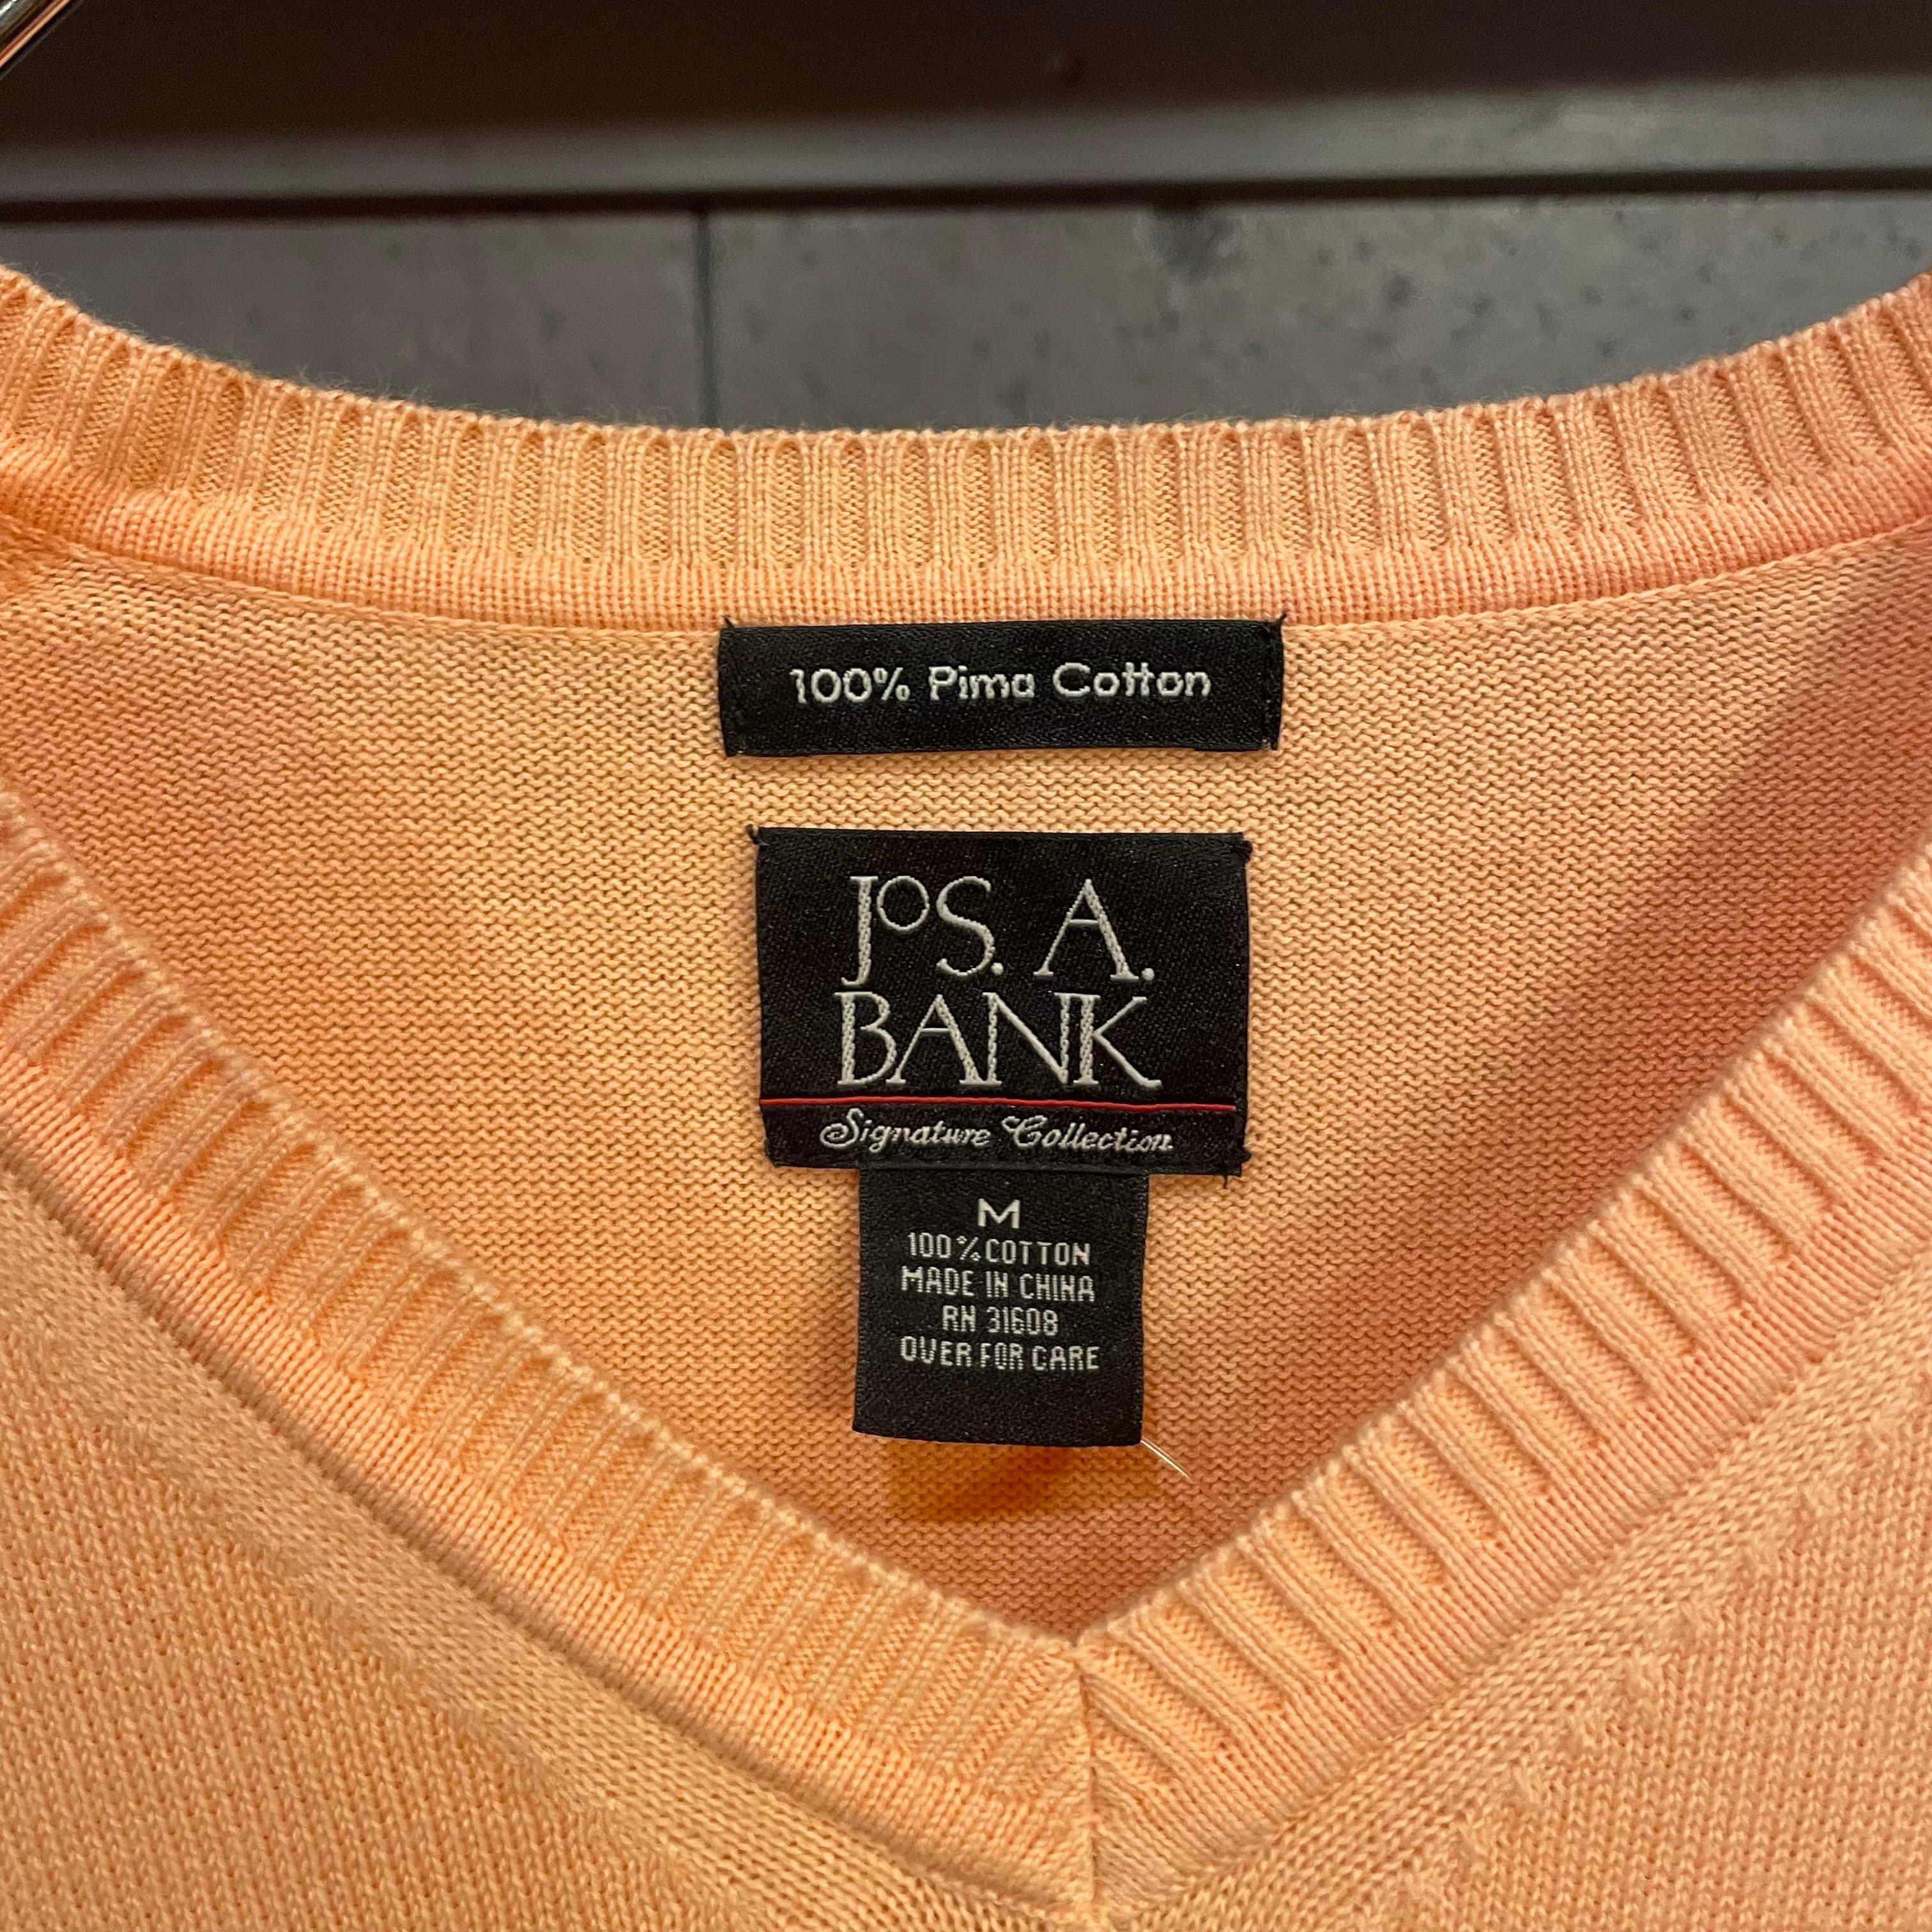 100% Pima Cotton
JoS. A.
BANK
Signature Collection
M
100% COTTON
MADE IN CHINA
RN 31608
OVER FOR CARE